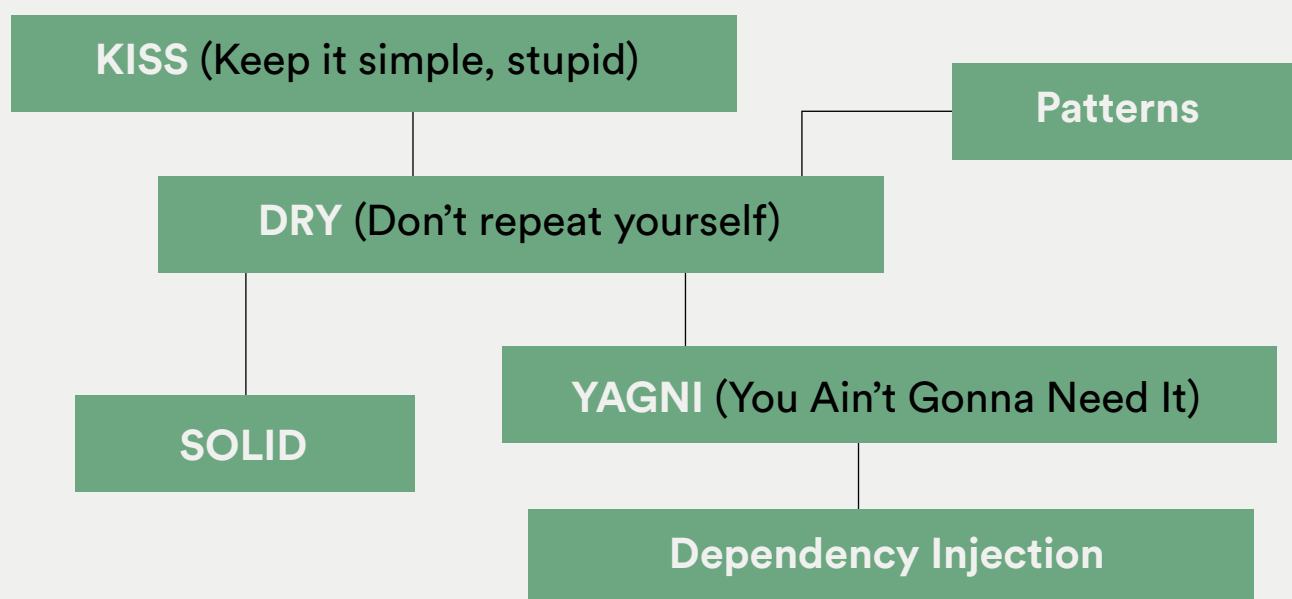 KISS (Keep it simple, stupid)
Patterns
DRY (Don’t repeat yourself)
YAGNI (You Ain’t Gonna Need It)
SOLID
Dependency Injection